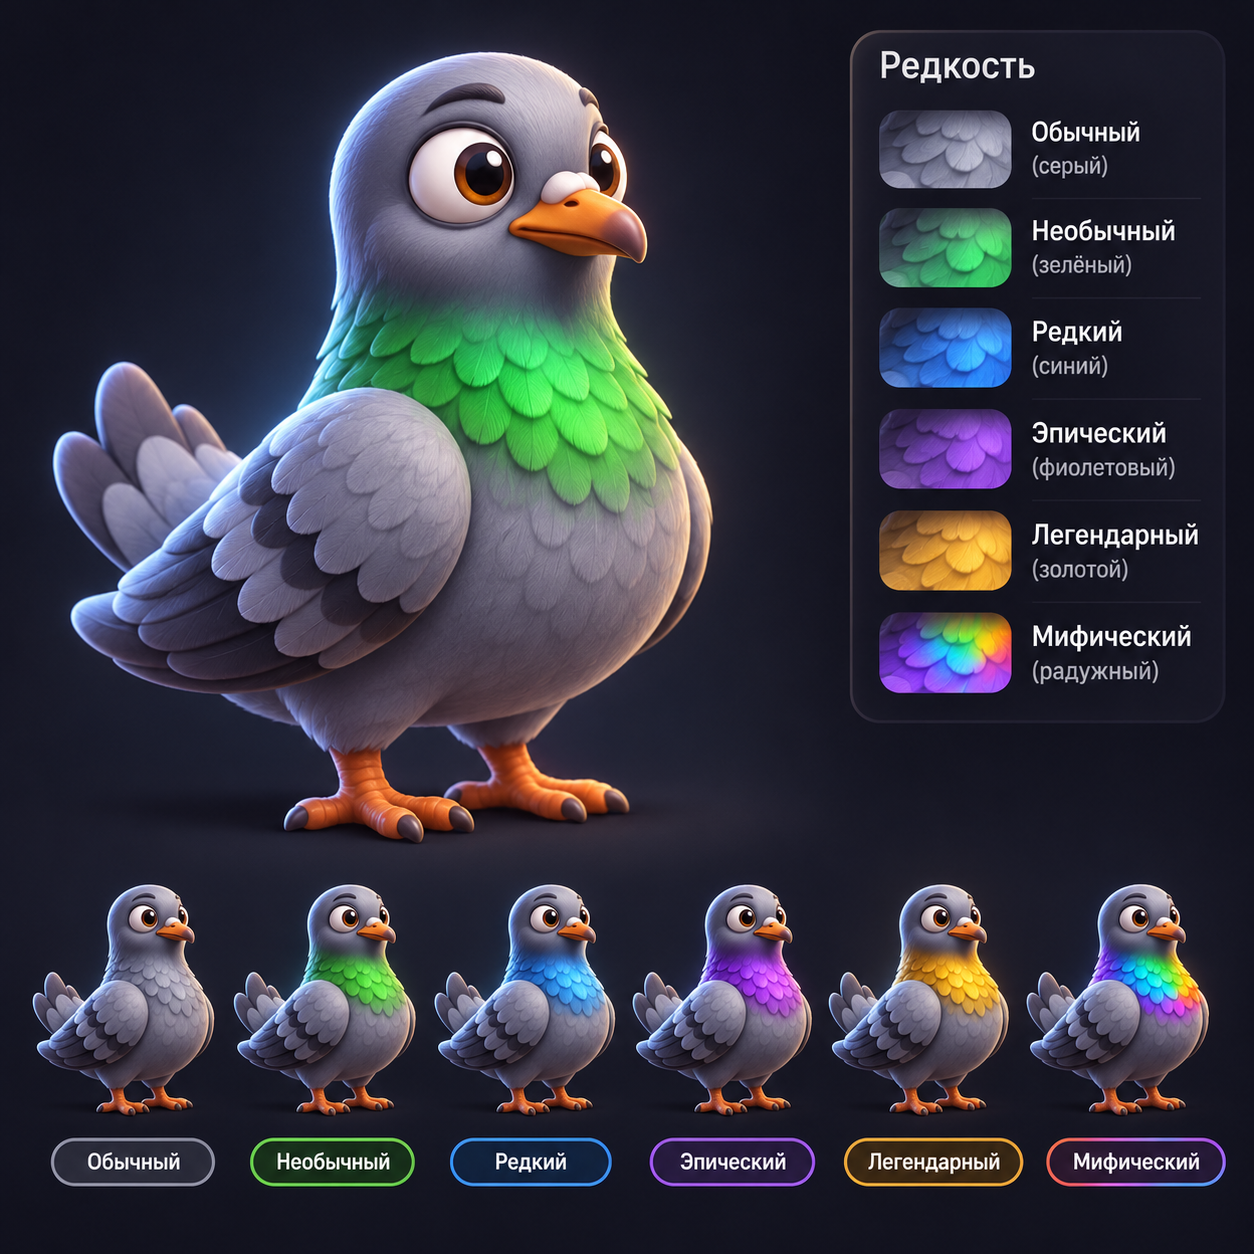 Редкость
Обычный
(серый)
Необычный
(зелёный)
Редкий
(синий)
Эпический
(фиолетовый)
Легендарный
(золотой)
Мифический
(радужный)
Обычный
Необычный
Редкий
Эпический
Легендарный
Мифический